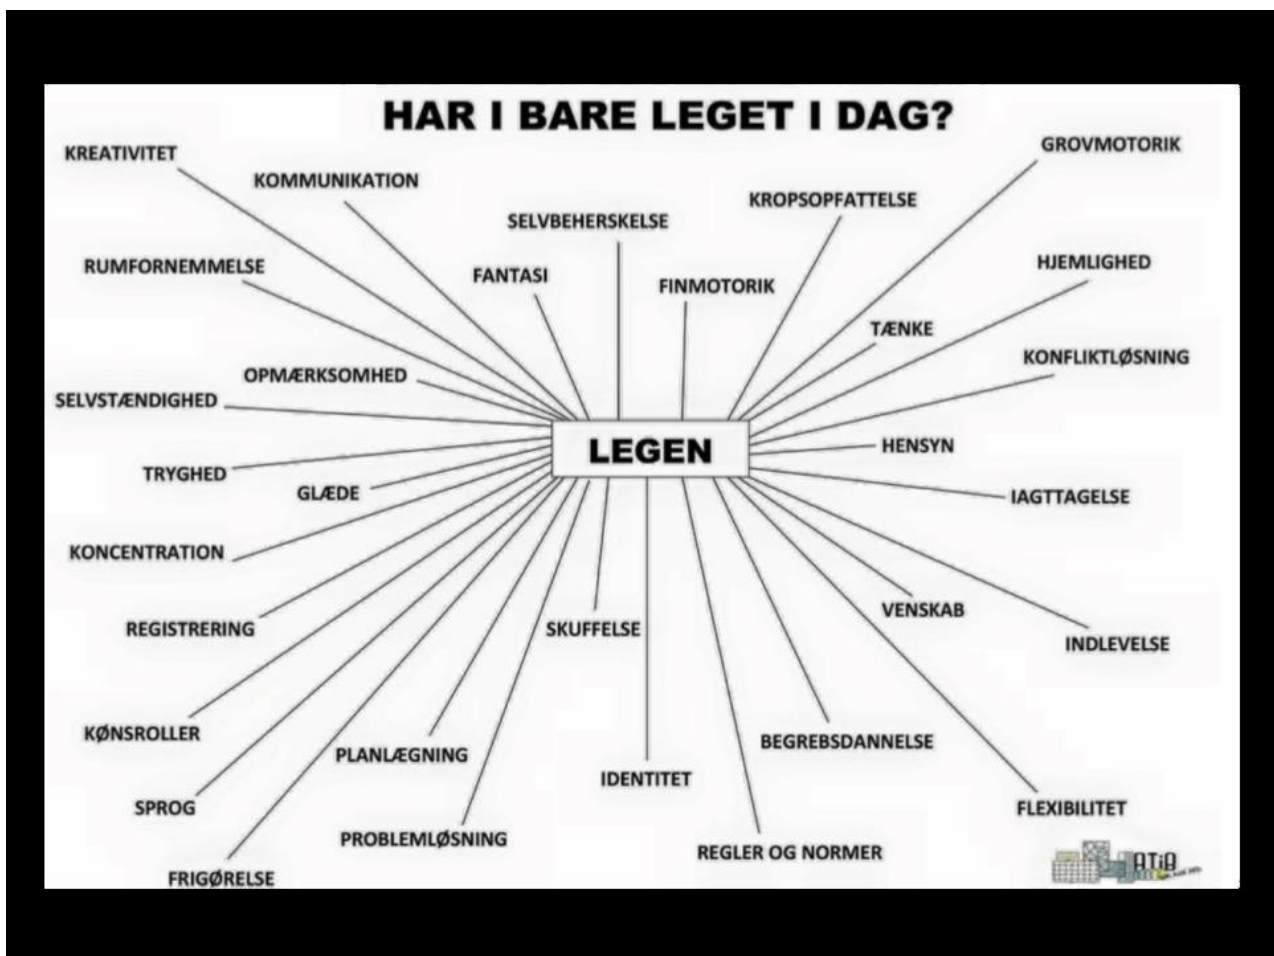 HAR I BARE LEGET I DAG?
KREATIVITET
KOMMUNIKATION
SELVBEHERSKELSE
KROPSOPFATTELSE
GROVMOTORIK
RUMFORNEMMELSE
FANTASI
FINMOTORIK
HJEMLIGHED
TÆNKE
OPMÆRKSOMHED
KONFLIKTLØSNING
SELVSTÆNDIGHED
LEGEN
HENSYN
TRYGHED
GLÆDE
IAGTTAGELSE
KONCENTRATION
REGISTRERING
SKUFFELSE
VENSKAB
INDLEVELSE
KØNSROLLER
PLANLÆGNING
BEGREBSDANNELSE
IDENTITET
SPROG
FLEXIBILITET
PROBLEMLØSNING
REGLER OG NORMER
FRIGØRELSE